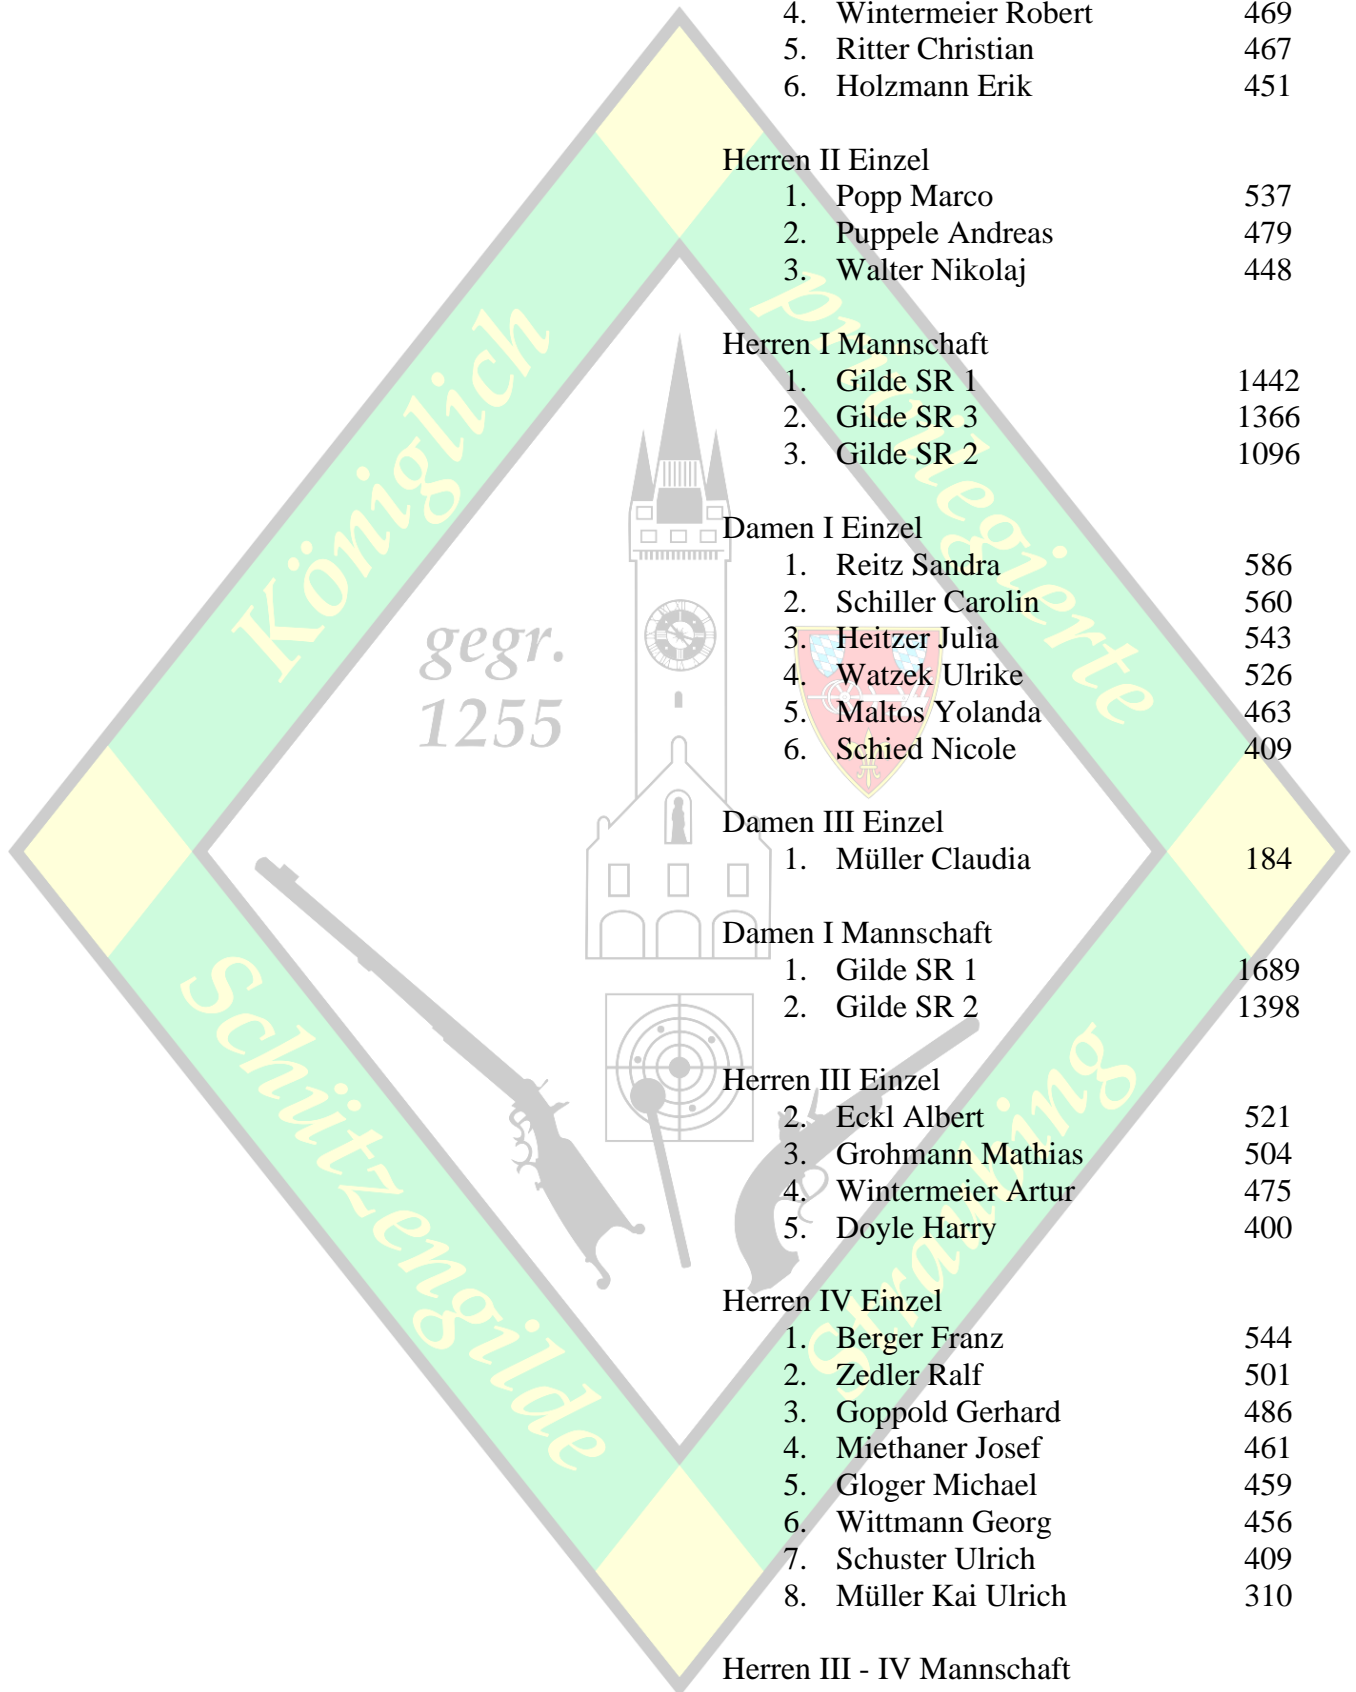 4. Wintermeier Robert 469
5. Ritter Christian 467
6. Holzmann Erik 451
Herren II Einzel
1. Popp Marco 537
2. Puppele Andreas 479
3. Walter Nikolaj 448
Herren I Mannschaft
1. Gilde SR 1 1442
2. Gilde SR 3 1366
3. Gilde SR 2 1096
Damen I Einzel
1. Reitz Sandra 586
2. Schiller Carolin 560
3. Heitzer Julia 543
4. Watzek Ulrike 526
5. Maltos Yolanda 463
6. Schied Nicole 409
Damen III Einzel
1. Müller Claudia 184
Damen I Mannschaft
1. Gilde SR 1 1689
2. Gilde SR 2 1398
Herren III Einzel
2. Eckl Albert 521
3. Grohmann Mathias 504
4. Wintermeier Artur 475
5. Doyle Harry 400
Herren IV Einzel
1. Berger Franz 544
2. Zedler Ralf 501
3. Goppold Gerhard 486
4. Miethaner Josef 461
5. Gloger Michael 459
6. Wittmann Georg 456
7. Schuster Ulrich 409
8. Müller Kai Ulrich 310
Herren III - IV Mannschaft
Königlich
privilegierte
Schützengilde
Straubing
gegr.
1255